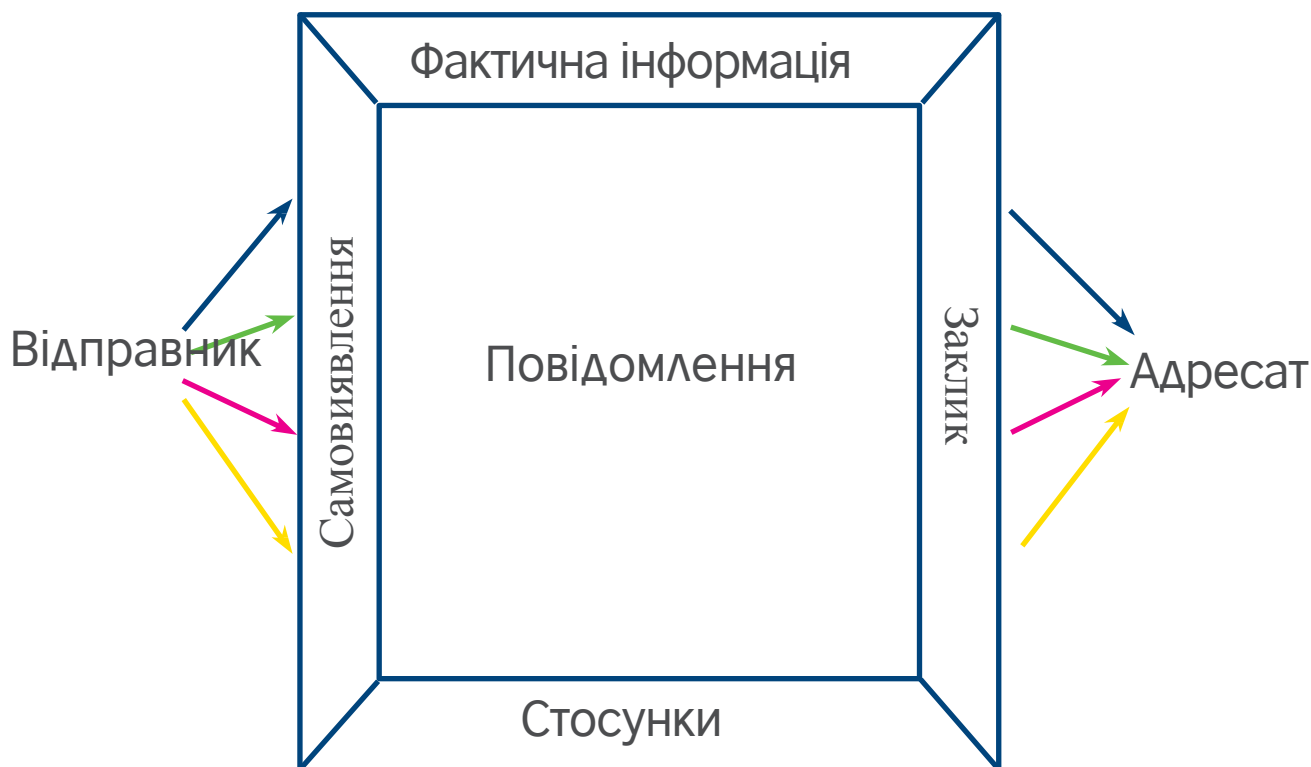 Фактична інформація
Відправник
Самовиявлення
Повідомлення
Заклик
Адресат
Стосунки